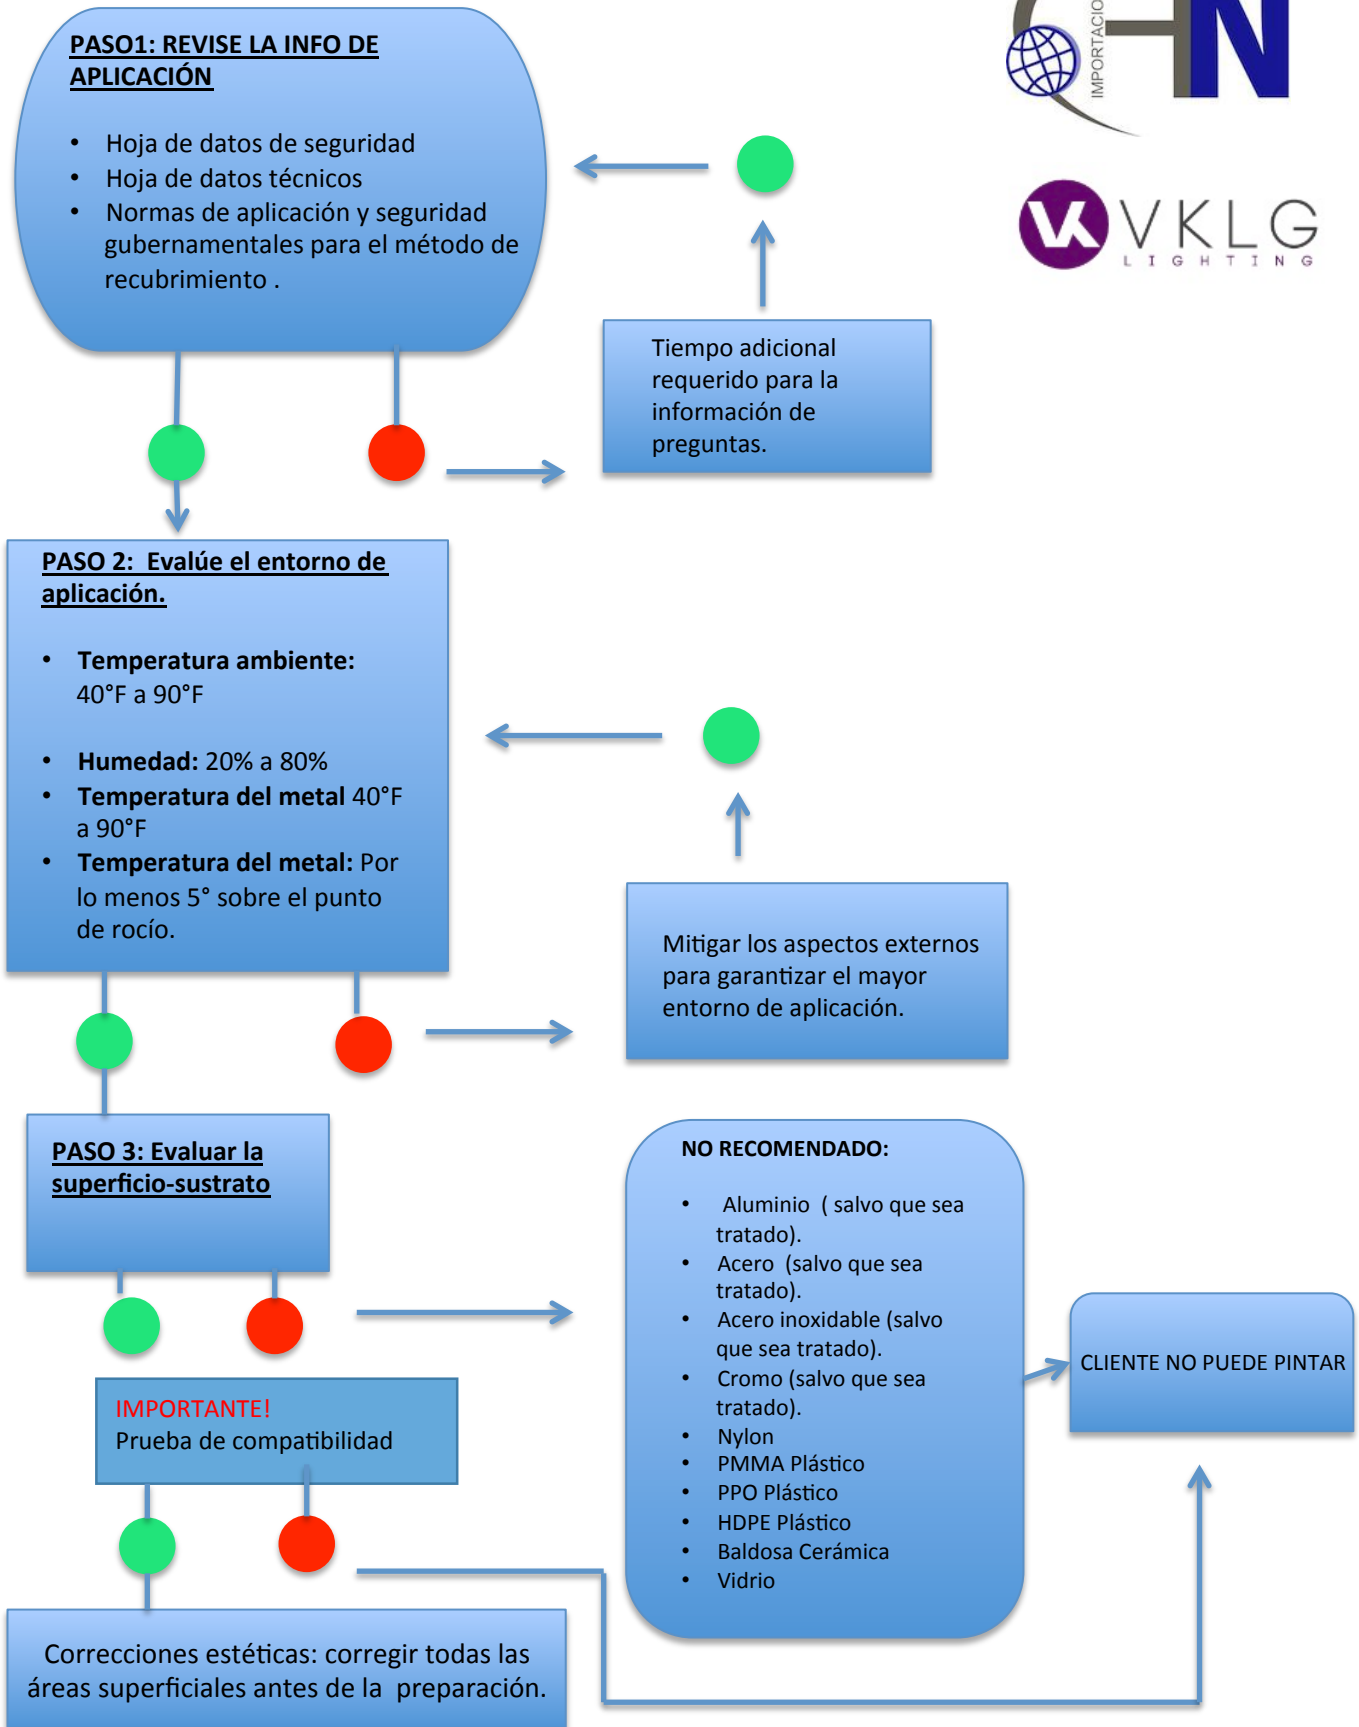 PASO1: REVISE LA INFO DE
APLICACIÓN
• Hoja de datos de seguridad
• Hoja de datos técnicos
• Normas de aplicación y seguridad
gubernamentales para el método de
recubrimiento .
HN
VK VKLG
LIGHTING
Tiempo adicional
requerido para la
información de
preguntas.
PASO 2:  Evalúe el entorno de
aplicación.
• Temperatura ambiente:
40°F a 90°F
• Humedad: 20% a 80%
• Temperatura del metal 40°F
a 90°F
• Temperatura del metal: Por
lo menos 5° sobre el punto
de rocío.
Mitigar los aspectos externos
para garantizar el mayor
entorno de aplicación.
PASO 3: Evaluar la
superficio-sustrato
NO RECOMENDADO:
• Aluminio  ( salvo que sea
tratado).
• Acero  (salvo que sea
tratado).
• Acero inoxidable (salvo
que sea tratado).
• Cromo (salvo que sea
tratado).
• Nylon
• PMMA Plástico
• PPO Plástico
• HDPE Plástico
• Baldosa Cerámica
• Vidrio
CLIENTE NO PUEDE PINTAR
IMPORTANTE!
Prueba de compatibilidad
Correcciones estéticas: corregir todas las
áreas superficiales antes de la  preparación.